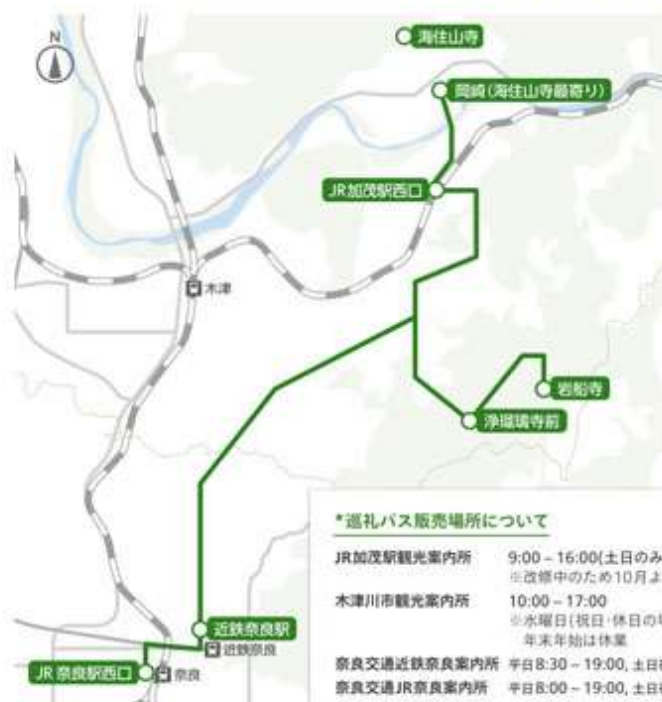 N
海住山寺
岡崎(海住山寺最寄り)
JR加茂駅西口
木津
岩船寺
浄瑠璃寺前
*巡礼パス販売場所について
JR加茂駅観光案内所 9:00 – 16:00(土日のみ
※改修中のため10月よ
木津川市観光案内所 10:00 – 17:00
※水曜日(祝日・休日の場
年末年始は休業
近鉄奈良駅
近鉄奈良
JR 奈良駅西口
奈良
奈良交通近鉄奈良案内所 平日8:30 – 19:00, 土日祝
奈良交通JR奈良案内所 平日8:00 – 19:00, 土日祝